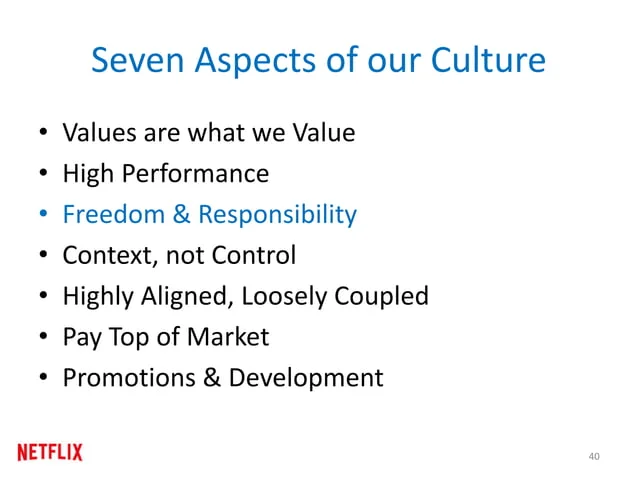 Seven Aspects of our Culture
• Values are what we Value
• High Performance
• Freedom & Responsibility
• Context, not Control
• Highly Aligned, Loosely Coupled
• Pay Top of Market
• Promotions & Development
NETFLIX
40